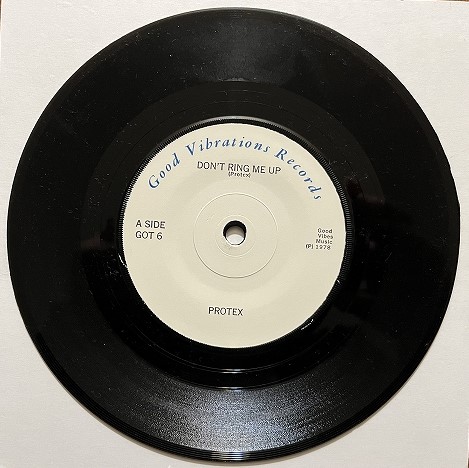 Good Vibrations Records
DON'T RING ME UP
(Protex)
A SIDE
GOT 6
Good
Vibes
Music
(P) 1978
PROTEX